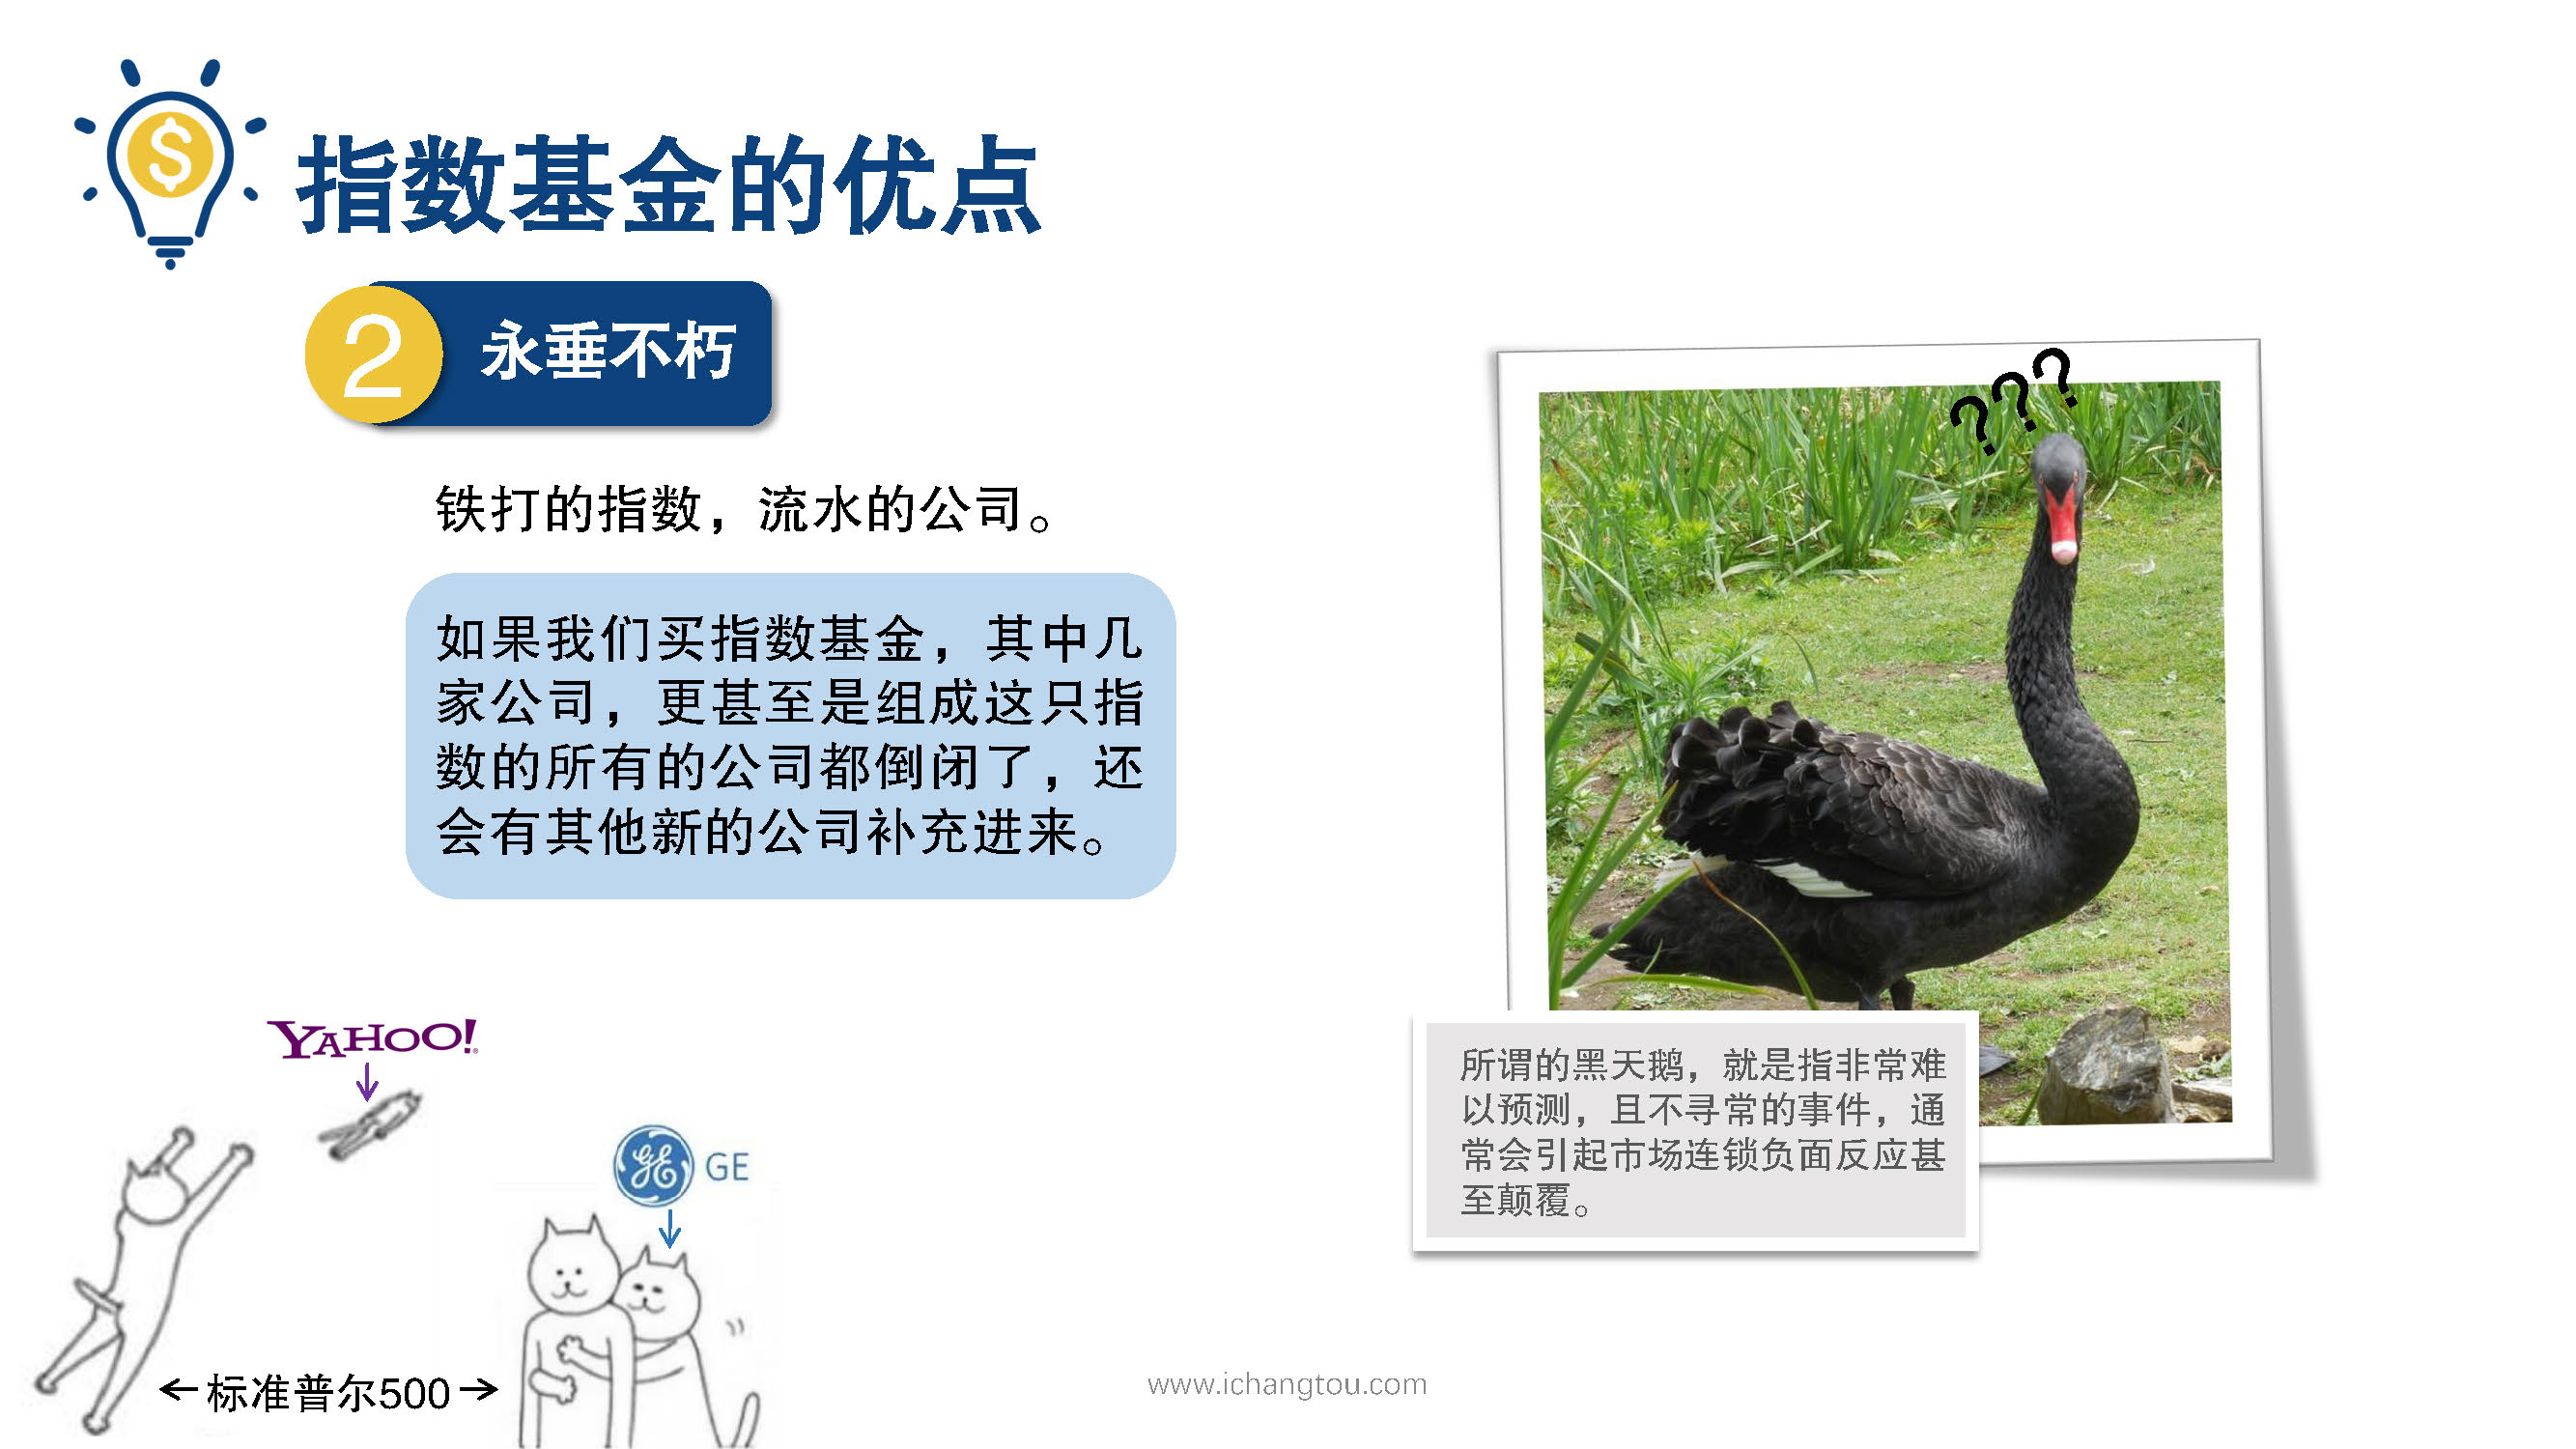 指数基金的优点
2
永垂不朽
铁打的指数，流水的公司。
如果我们买指数基金，其中几
家公司，更甚至是组成这只指
数的所有的公司都倒闭了，还
会有其他新的公司补充进来。
???
所谓的黑天鹅，就是指非常难
以预测，且不寻常的事件，通
常会引起市场连锁负面反应甚
至颠覆。
YAHOO!
GE
GE
标准普尔500
www.ichangtou.com